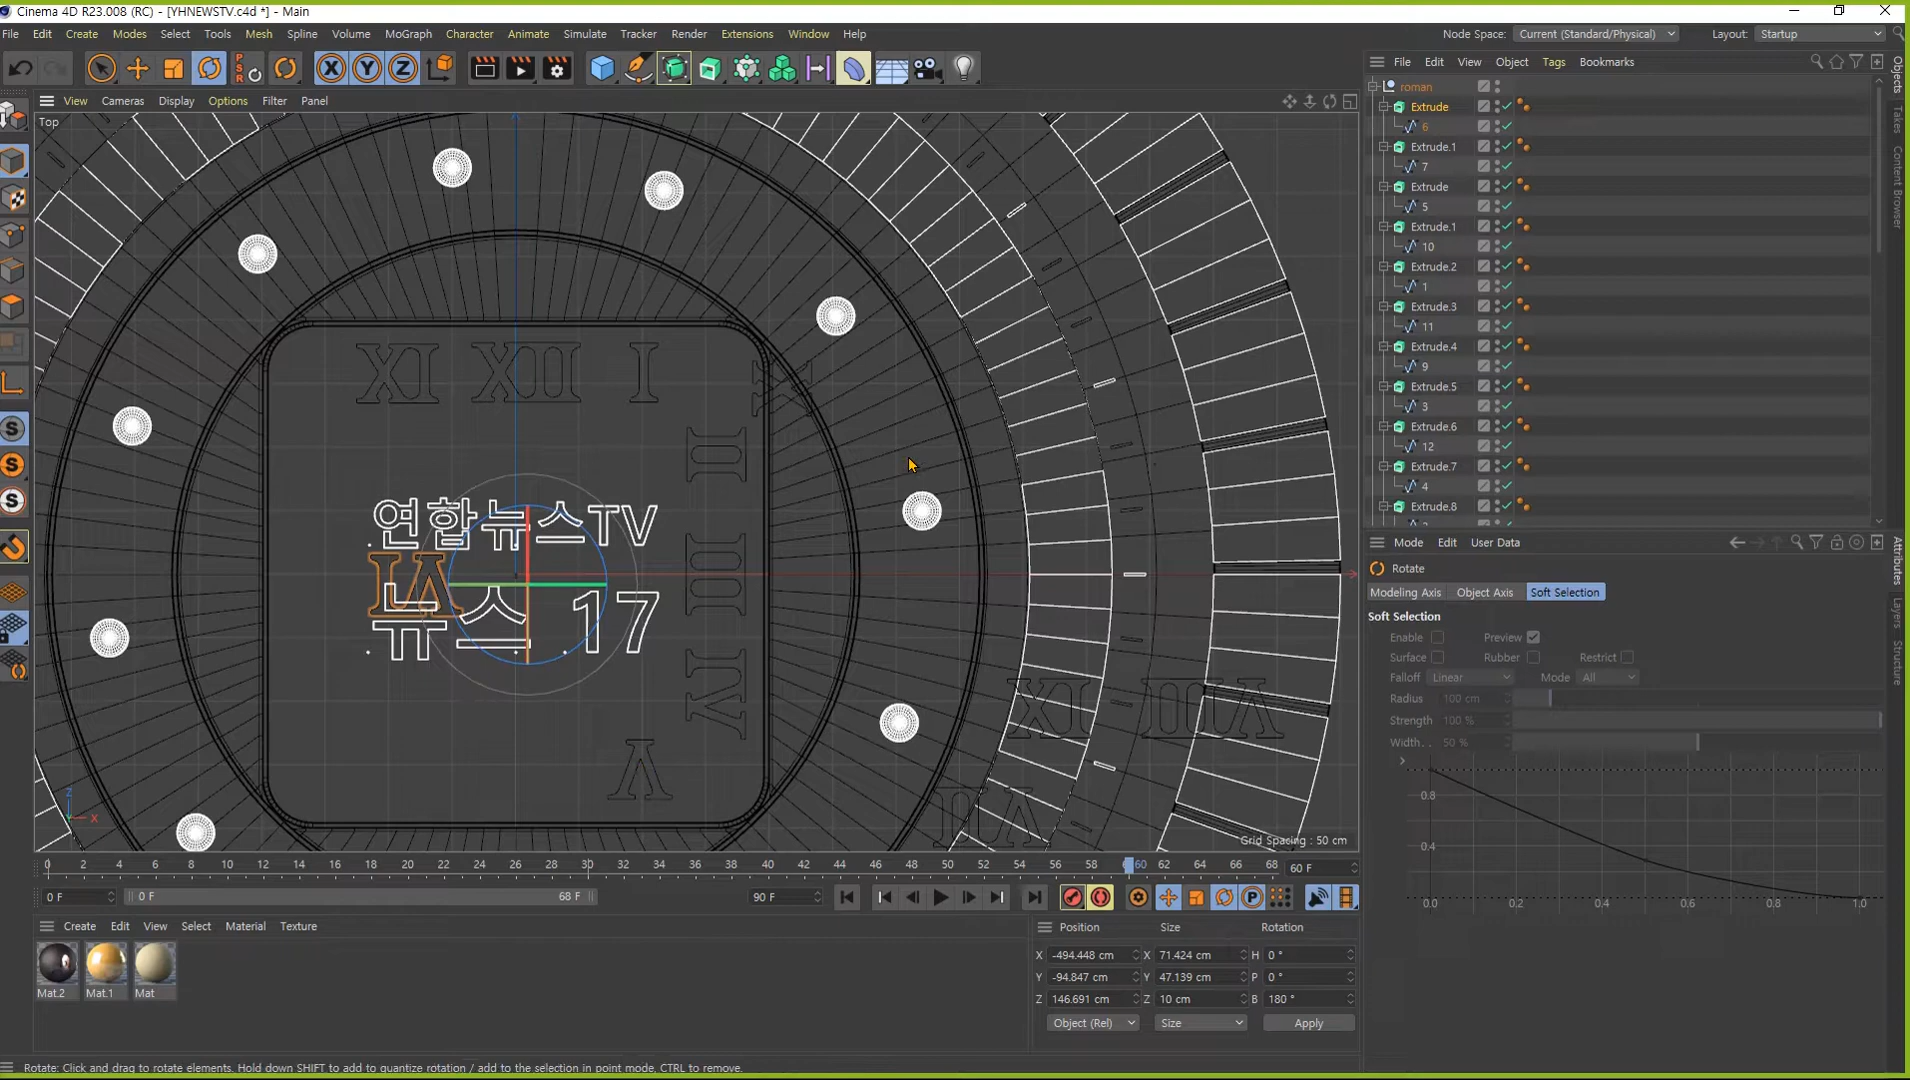 Cinema 4D R23.008 (RC) - [YHNEWSTV.c4d *] - Main
File Edit Create Modes Select Tools Mesh Spline Volume MoGraph Character Animate Simulate Tracker Render Extensions Window Help
Node Space: Current (Standard/Physical) Layout: Startup
X Y Z
View Cameras Display Options Filter Panel
Top
XI XII I
II
연합뉴스TV
VI III
뉴스 17
IV
XI VIII
V
VII
Z
X
Grid Spacing : 50 cm
0 2 4 6 8 10 12 14 16 18 20 22 24 26 28 30 32 34 36 38 40 42 44 46 48 50 52 54 56 58 60 62 64 66 68 60 F
0 F 0 F 68 F 90 F
Create Edit View Select Material Texture
Mat.2 Mat.1 Mat
Position Size Rotation
X -494.448 cm X 71.424 cm H 0 °
Y -94.847 cm Y 47.139 cm P 0 °
Z 146.691 cm Z 10 cm B 180 °
Object (Rel) Size Apply
Rotate: Click and drag to rotate elements. Hold down SHIFT to add to quantize rotation / add to the selection in point mode, CTRL to remove.
File Edit View Object Tags Bookmarks
roman
Extrude
6
Extrude.1
7
Extrude
5
Extrude.1
10
Extrude.2
1
Extrude.3
11
Extrude.4
9
Extrude.5
3
Extrude.6
12
Extrude.7
4
Extrude.8
Objects
Takes
Content Browser
Mode Edit User Data
Rotate
Modeling Axis Object Axis Soft Selection
Soft Selection
Enable Preview
Surface Rubber Restrict
Falloff Linear Mode All
Radius 100 cm
Strength 100 %
Width . . 50 %
0.8
0.4
0.0 0.2 0.4 0.6 0.8 1.0
Attributes
Layers
Structure